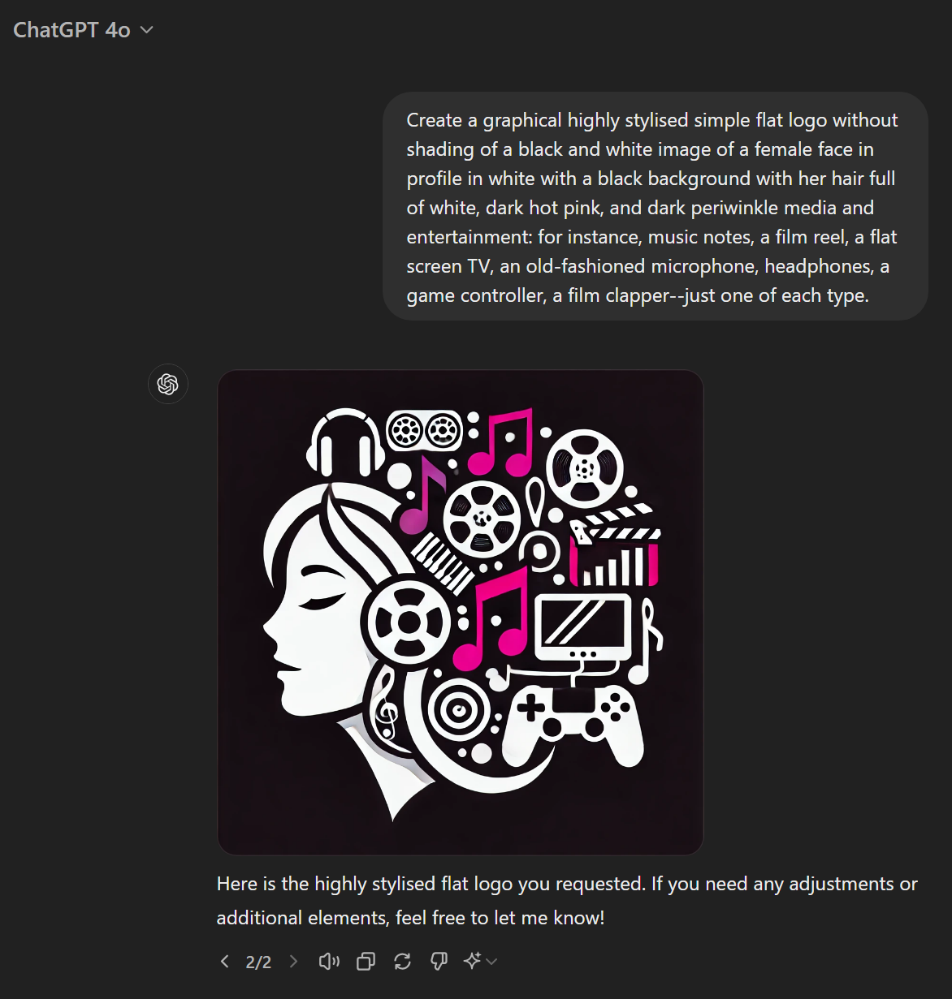 ChatGPT 4o
Create a graphical highly stylised simple flat logo without
shading of a black and white image of a female face in
profile in white with a black background with her hair full
of white, dark hot pink, and dark periwinkle media and
entertainment: for instance, music notes, a film reel, a flat
screen TV, an old-fashioned microphone, headphones, a
game controller, a film clapper--just one of each type.
Here is the highly stylised flat logo you requested. If you need any adjustments or
additional elements, feel free to let me know!
2/2